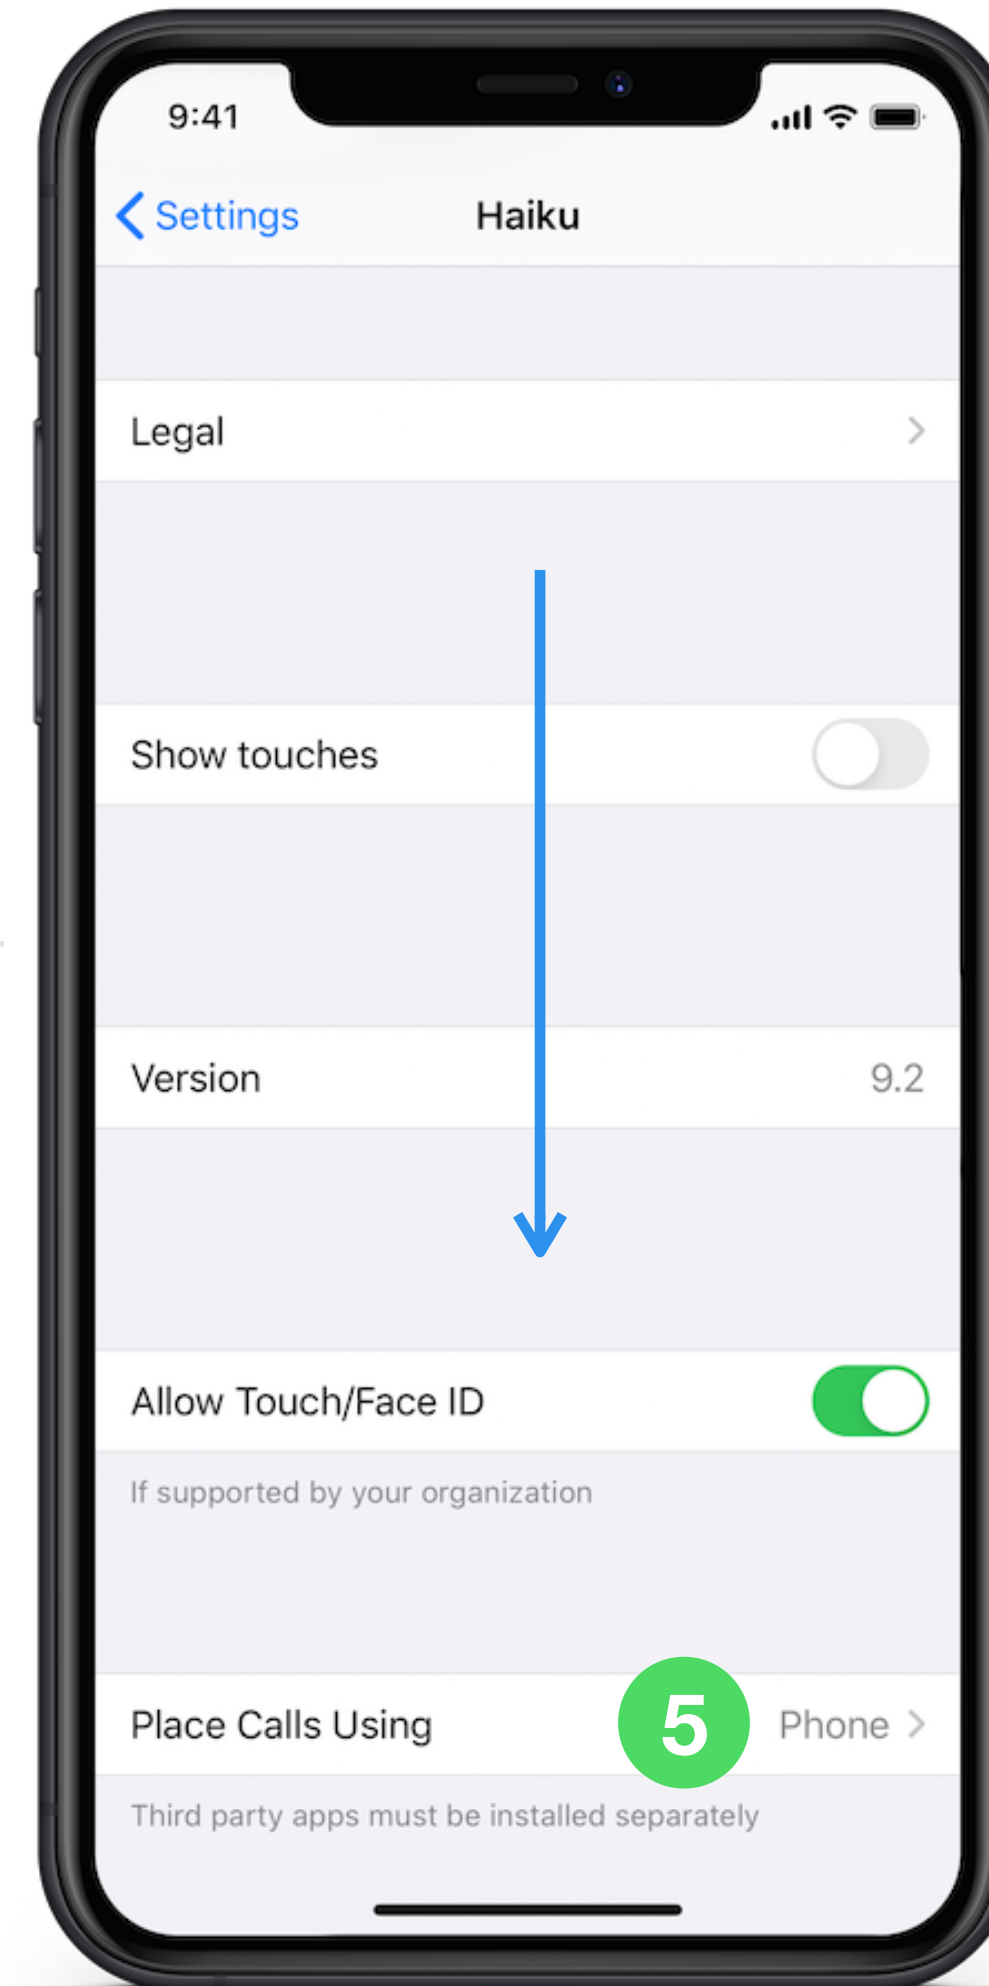 9:41
Settings
Haiku
Legal
Show touches
Version 9.2
Allow Touch/Face ID
If supported by your organization
Place Calls Using 5 Phone
Third party apps must be installed separately